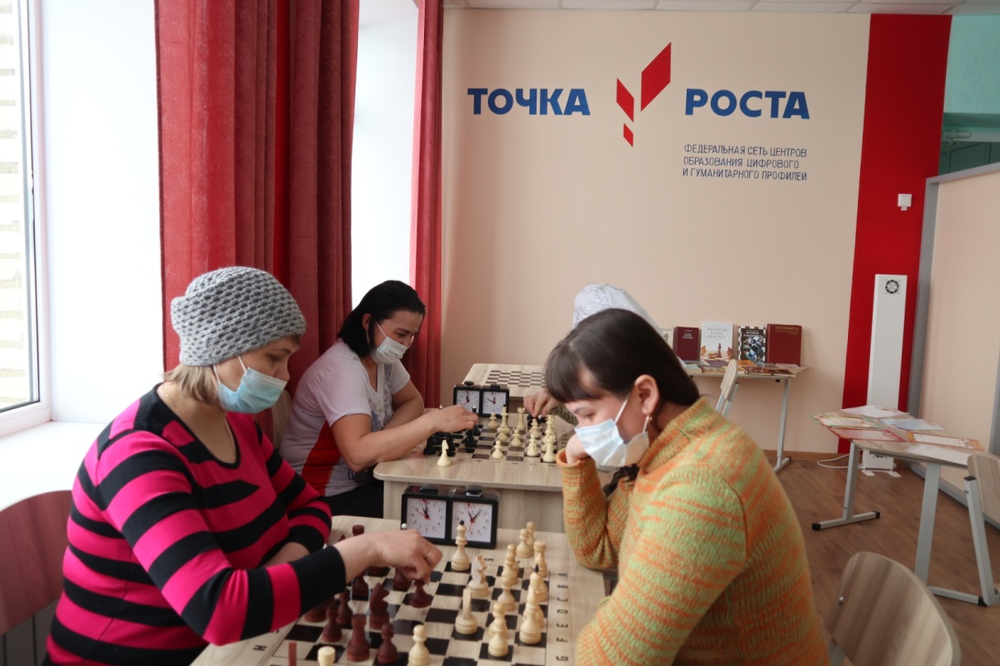 ТОЧКА РОСТА
ФЕДЕРАЛЬНАЯ СЕТЬ ЦЕНТРОВ
ОБРАЗОВАНИЯ ЦИФРОВОГО
И ГУМАНИТАРНОГО ПРОФИЛЕЙ